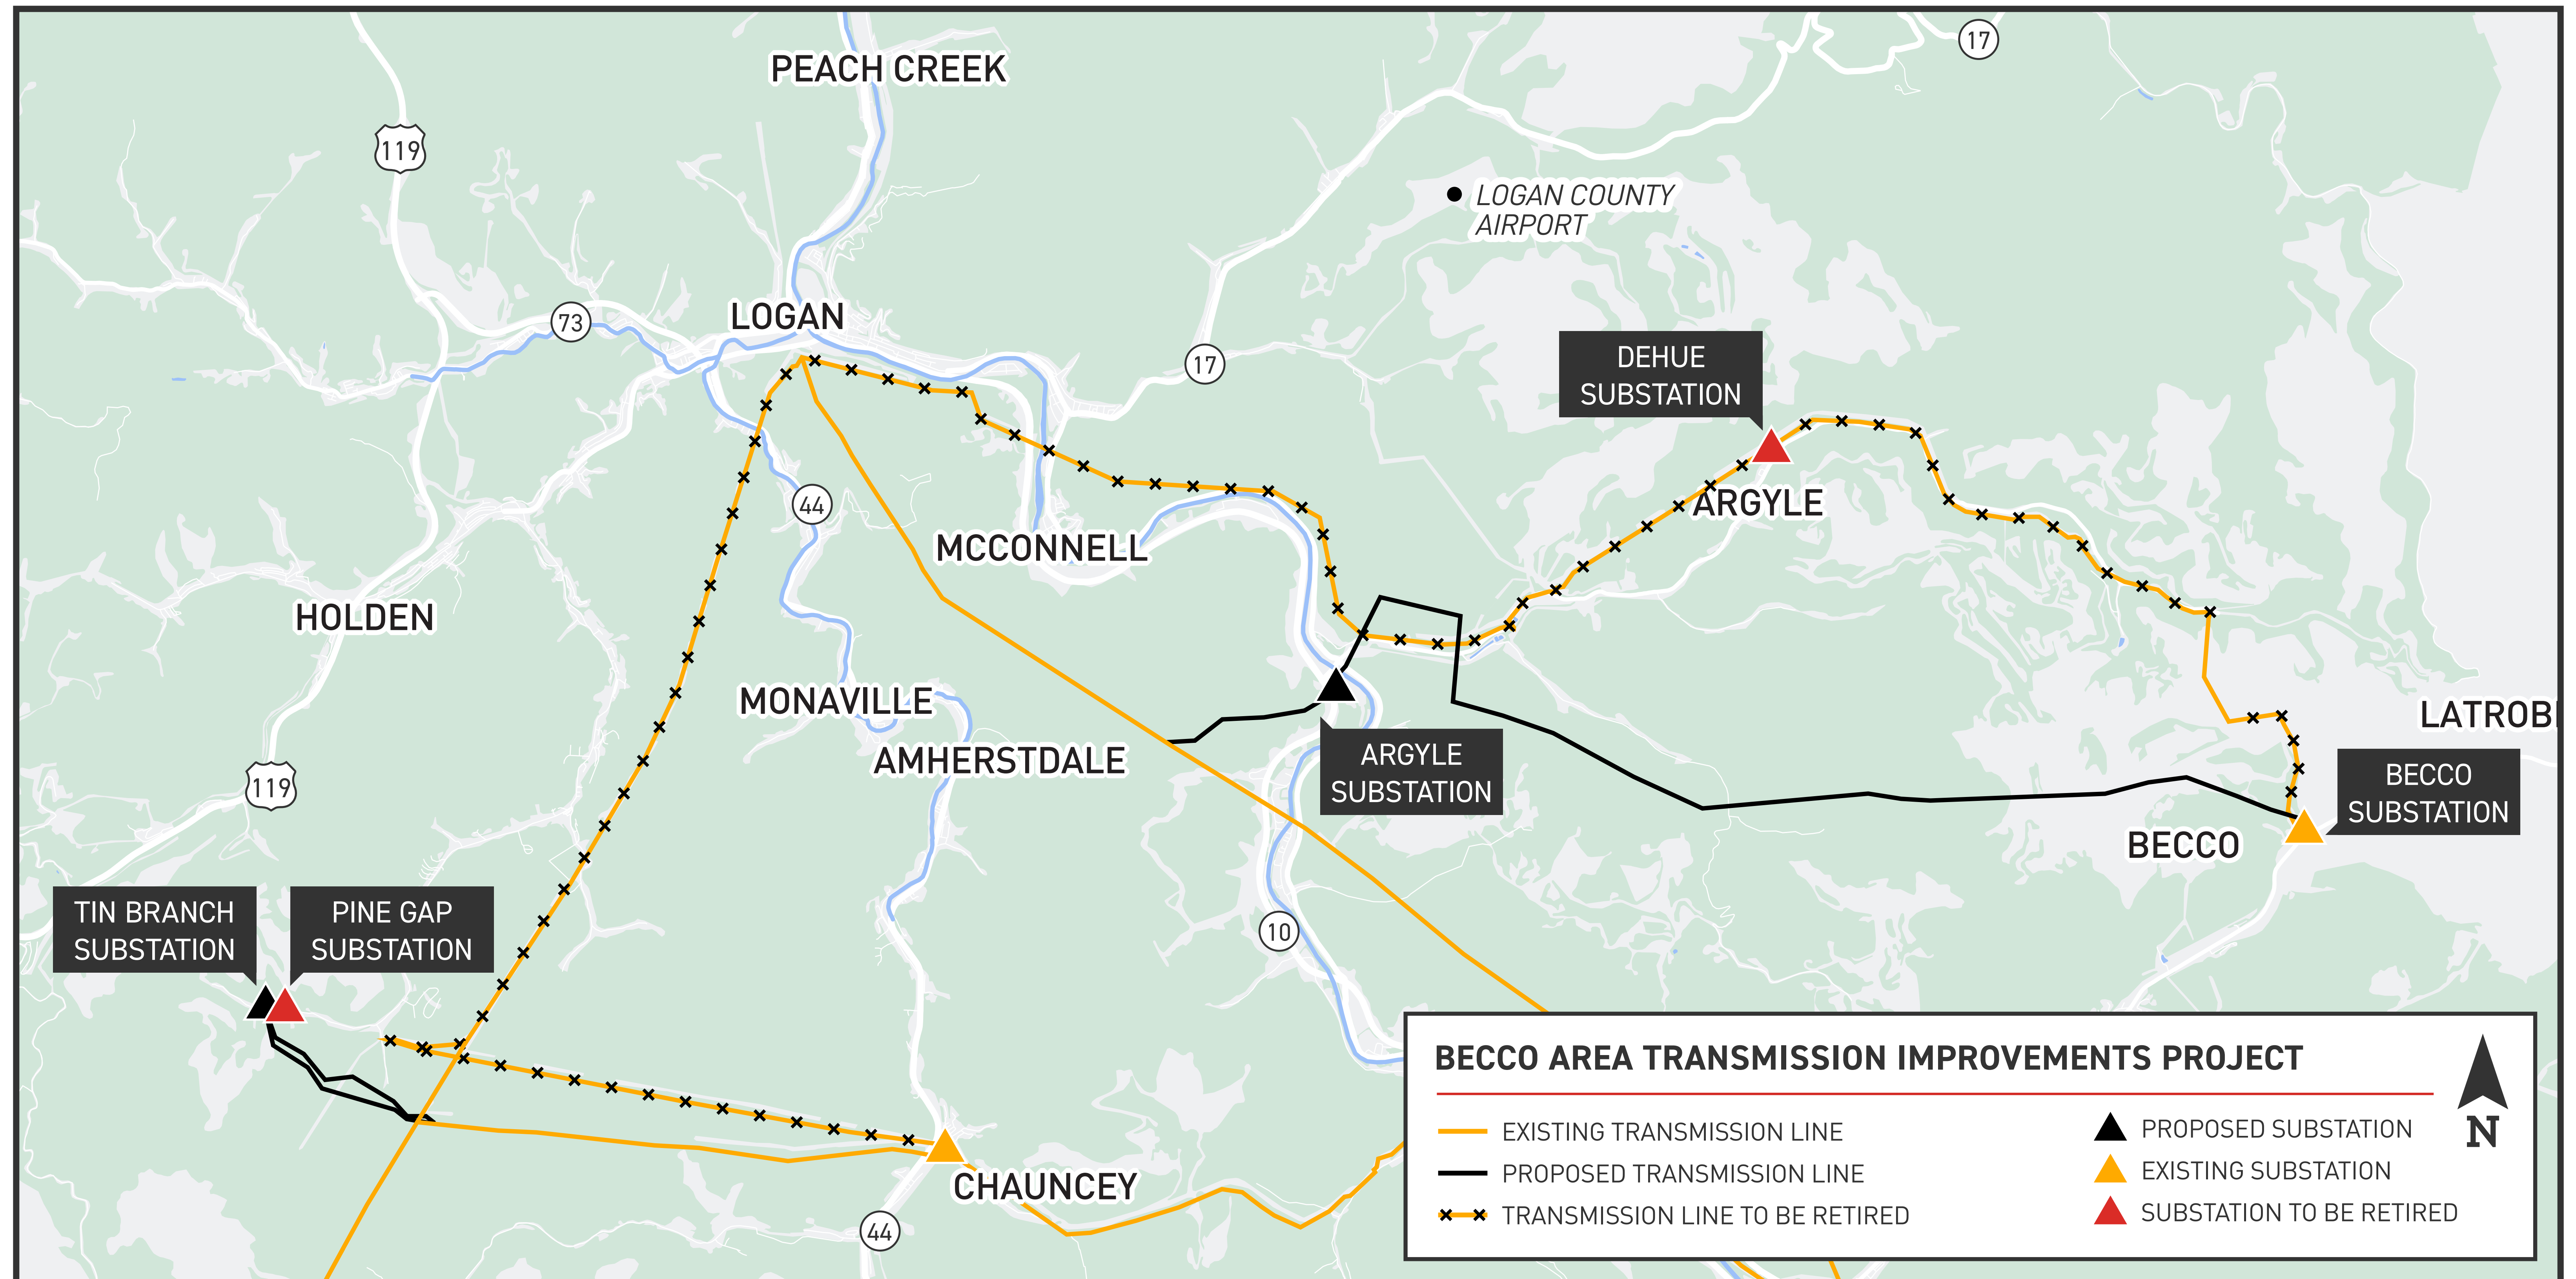 17
PEACH CREEK
119
LOGAN COUNTY
AIRPORT
LOGAN
73
17
DEHUE
SUBSTATION
44
ARGYLE
MCCONNELL
HOLDEN
MONAVILLE
LATROB
AMHERSTDALE
ARGYLE
SUBSTATION
119
BECCO
SUBSTATION
BECCO
TIN BRANCH
SUBSTATION
PINE GAP
SUBSTATION
10
CHAUNCEY
44
BECCO AREA TRANSMISSION IMPROVEMENTS PROJECT
EXISTING TRANSMISSION LINE
PROPOSED TRANSMISSION LINE
TRANSMISSION LINE TO BE RETIRED
PROPOSED SUBSTATION
EXISTING SUBSTATION
SUBSTATION TO BE RETIRED
N